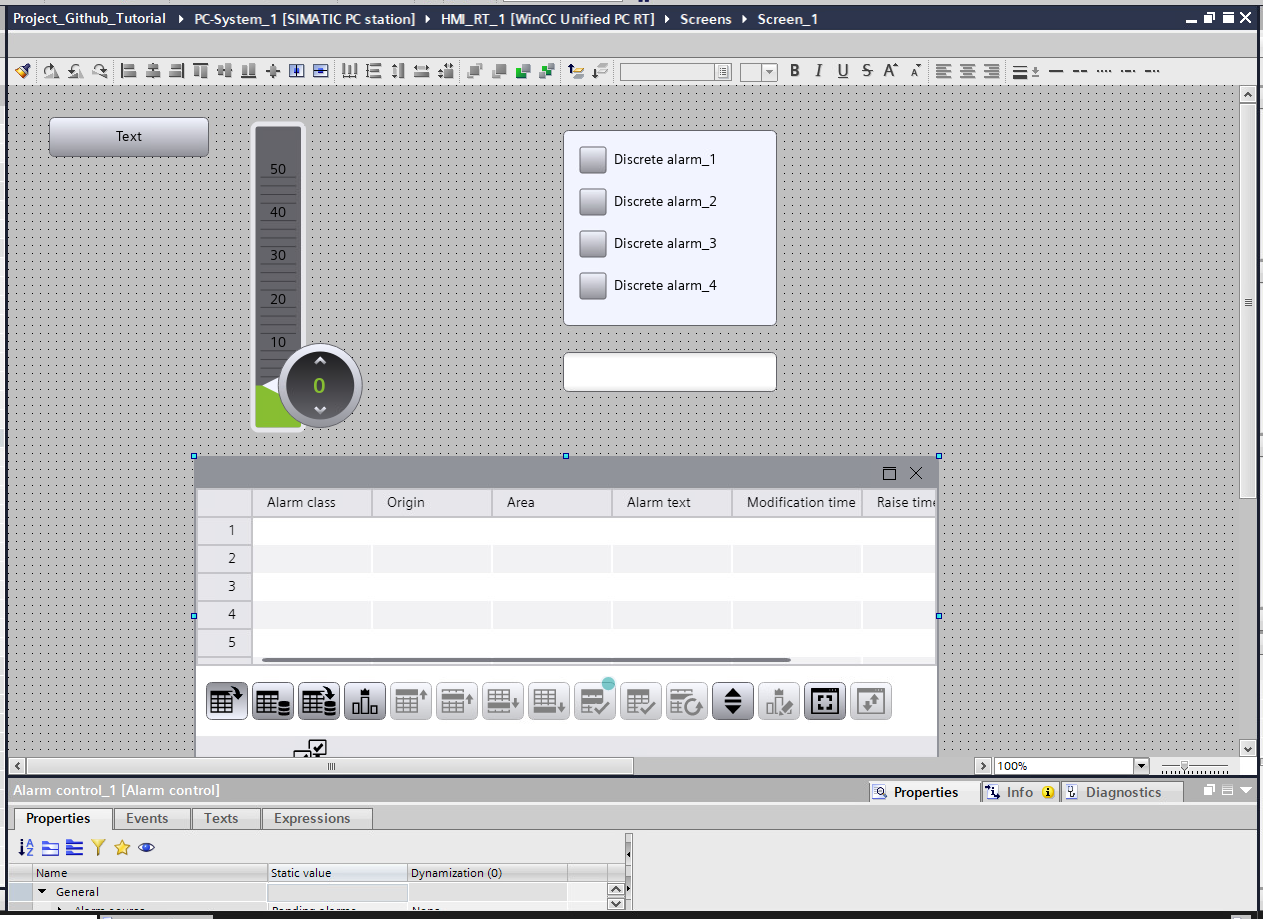 Project_Github_Tutorial PC-System_1 [SIMATIC PC station] HMI_RT_1 [WinCC Unified PC RT] Screens Screen_1
B I U S A A
Text
50
40
30
20
10
0
Discrete alarm_1
Discrete alarm_2
Discrete alarm_3
Discrete alarm_4
Alarm class Origin Area Alarm text Modification time Raise time
1
2
3
4
5
100%
Alarm control_1 [Alarm control] Properties Info Diagnostics
Properties Events Texts Expressions
Name Static value Dynamization (0)
General
Alarm source Pending alarms None